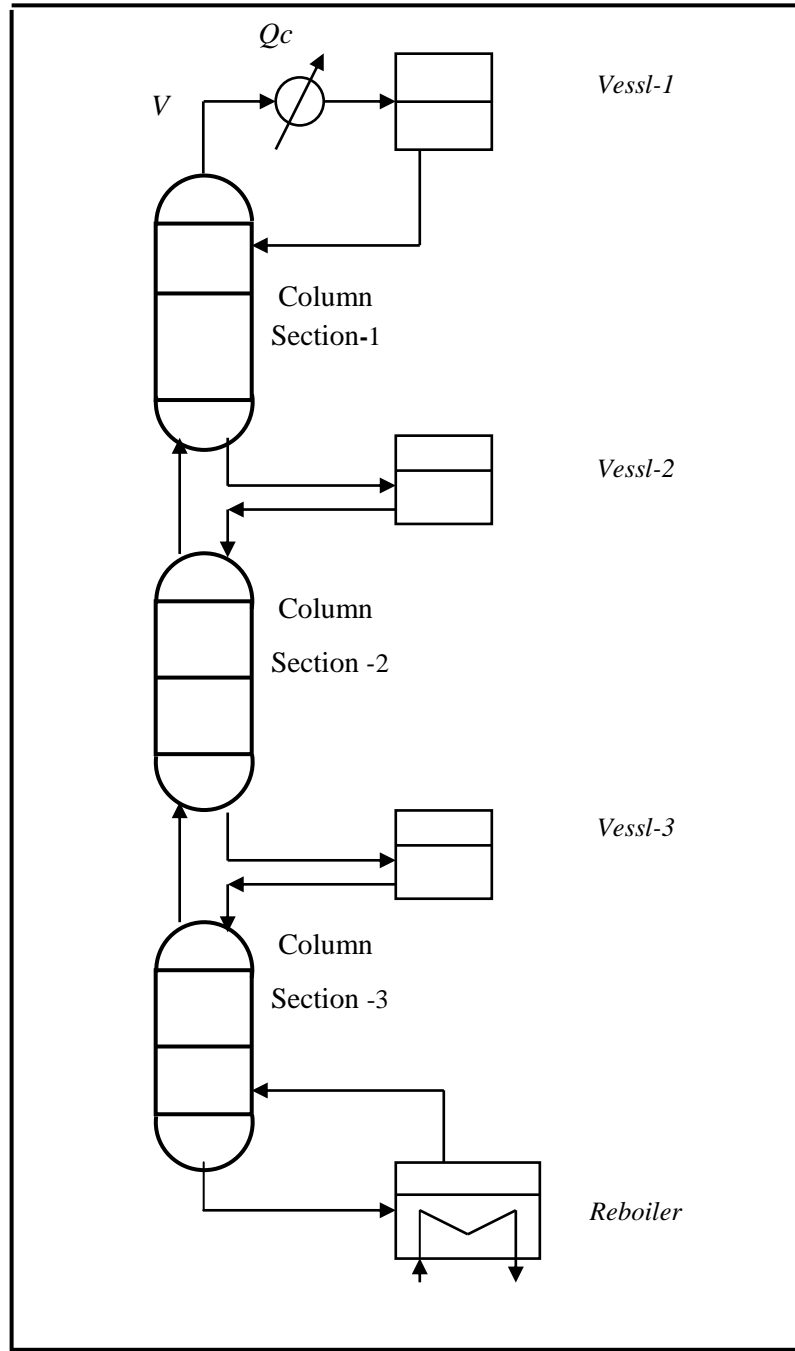 Qc
Vessl-1
V
Column
Section-1
Vessl-2
Column
Section -2
Vessl-3
Column
Section -3
Reboiler